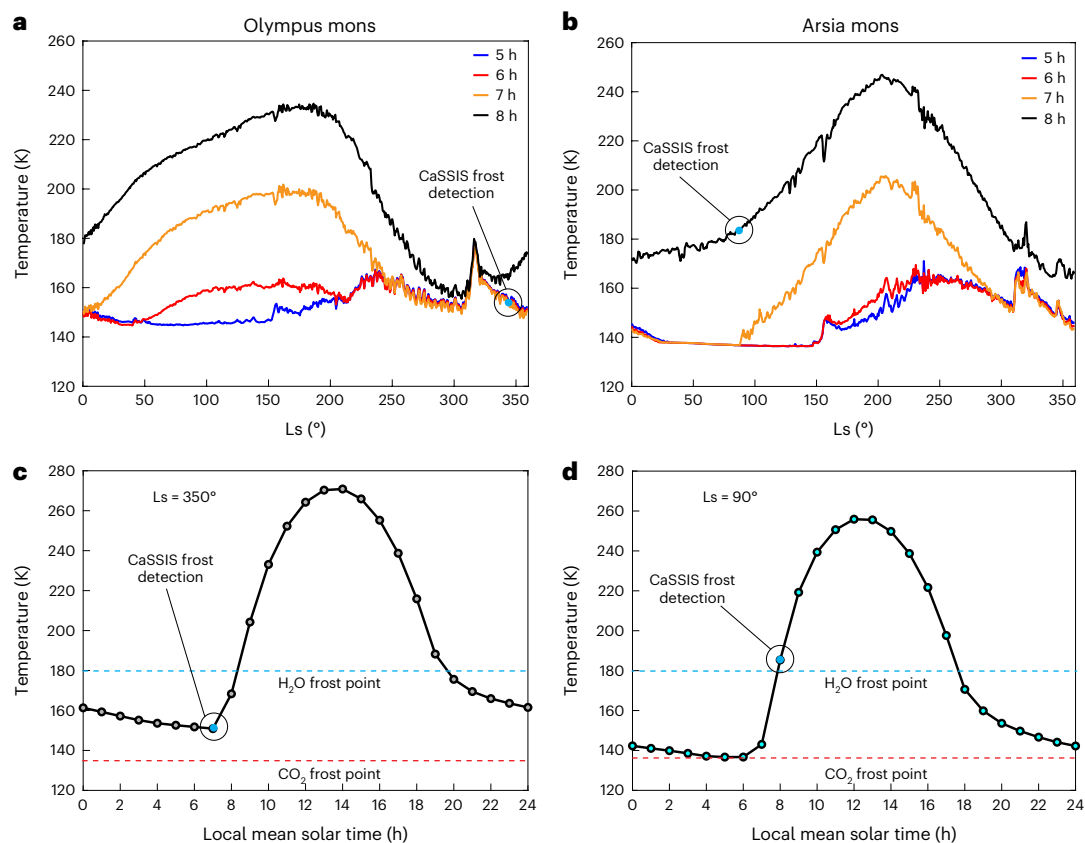 a
Olympus mons
260
240
220
200
180
160
140
120
Temperature (K)
5 h
6 h
7 h
8 h
CaSSIS frost
detection
0
50
100
150
200
250
300
350
Ls (°)
b
Arsia mons
260
240
220
200
180
160
140
120
Temperature (K)
5 h
6 h
7 h
8 h
CaSSIS frost
detection
0
50
100
150
200
250
300
350
Ls (°)
c
280
260
240
220
200
180
160
140
120
Temperature (K)
Ls = 350°
CaSSIS frost
detection
H₂O frost point
CO₂ frost point
0
2
4
6
8
10
12
14
16
18
20
22
24
Local mean solar time (h)
d
280
260
240
220
200
180
160
140
120
Temperature (K)
Ls = 90°
CaSSIS frost
detection
H₂O frost point
CO₂ frost point
0
2
4
6
8
10
12
14
16
18
20
22
24
Local mean solar time (h)